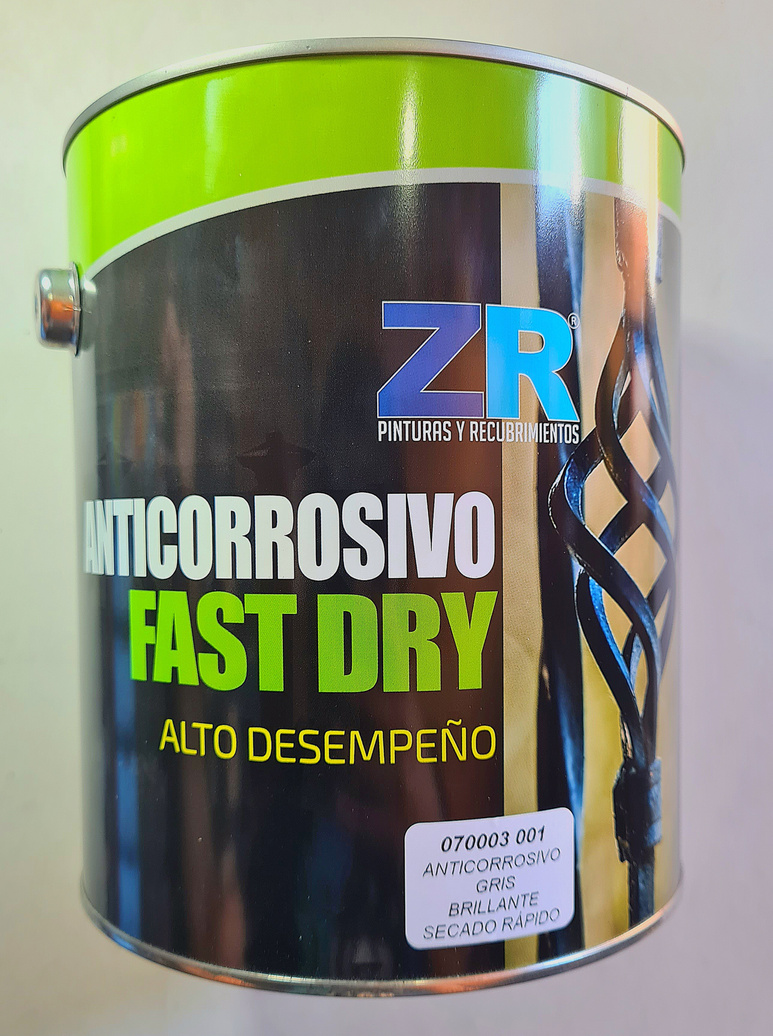 ZR®
PINTURAS Y RECUBRIMIENTOS
ANTICORROSIVO
FAST DRY
ALTO DESEMPEÑO
070003 001
ANTICORROSIVO
GRIS
BRILLANTE
SECADO RÁPIDO